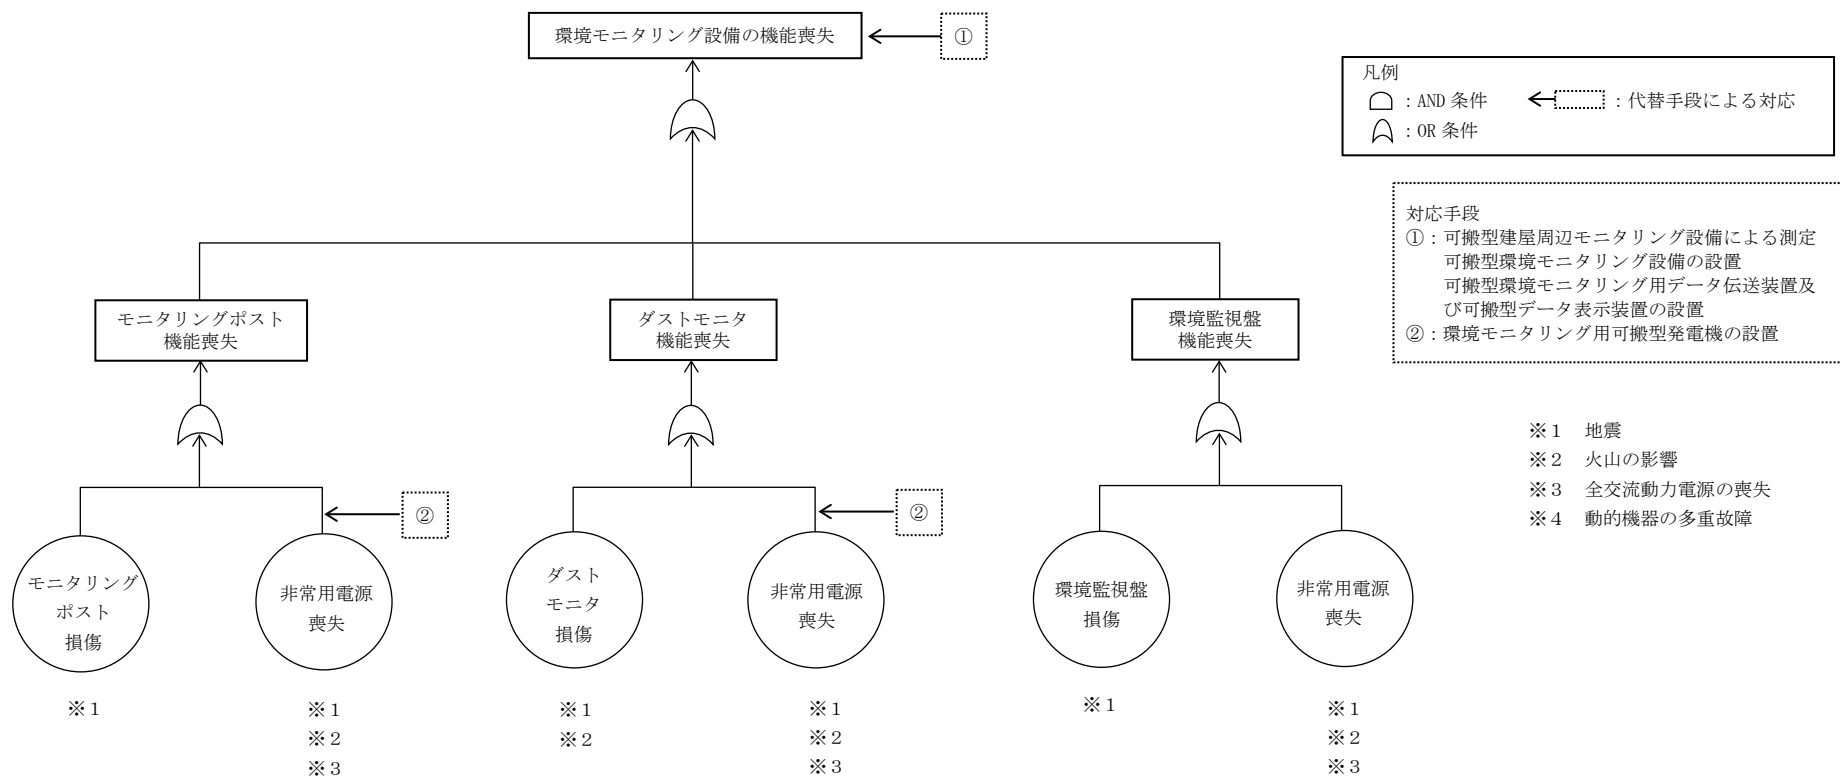 環境モニタリング設備の機能喪失
①
凡例
：AND 条件
：代替手段による対応
：OR 条件
対応手段
①：可搬型建屋周辺モニタリング設備による測定
可搬型環境モニタリング設備の設置
可搬型環境モニタリング用データ伝送装置及
び可搬型データ表示装置の設置
②：環境モニタリング用可搬型発電機の設置
モニタリングポスト
機能喪失
ダストモニタ
機能喪失
環境監視盤
機能喪失
※１　地震
※２　火山の影響
※３　全交流動力電源の喪失
※４　動的機器の多重故障
②
②
モニタリング
ポスト
損傷
非常用電源
喪失
ダスト
モニタ
損傷
非常用電源
喪失
環境監視盤
損傷
非常用電源
喪失
※１
※１
※２
※３
※１
※２
※１
※２
※３
※１
※１
※２
※３